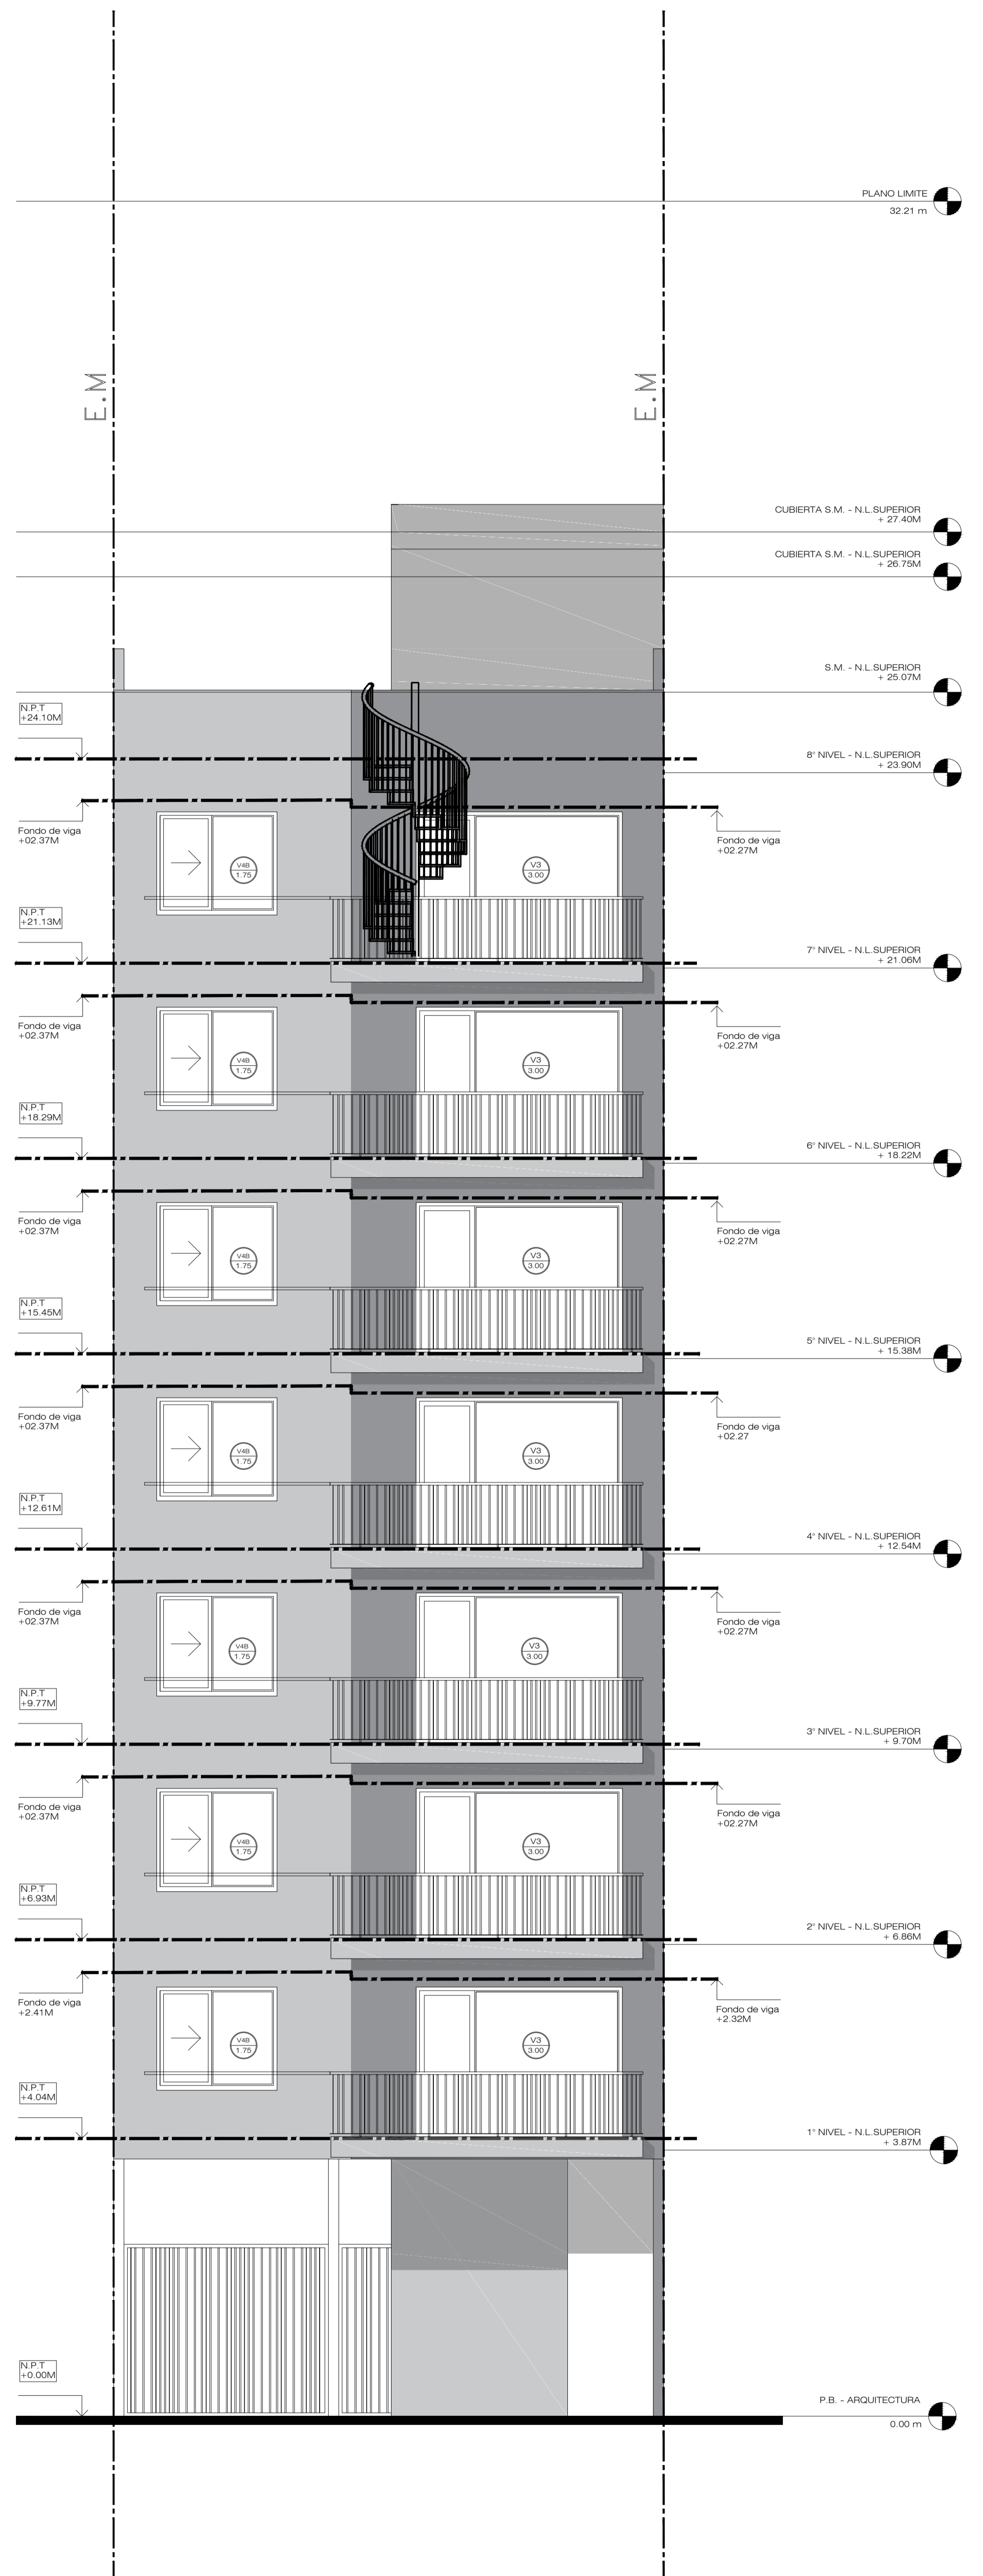 PLANO LIMITE
32.21 m
E.M
E.M
CUBIERTA S.M. - N.L.SUPERIOR
+ 27.40M
CUBIERTA S.M. - N.L.SUPERIOR
+ 26.75M
S.M. - N.L.SUPERIOR
+ 25.07M
N.P.T
+24.10M
8° NIVEL - N.L.SUPERIOR
+ 23.90M
Fondo de viga
+02.37M
Fondo de viga
+02.27M
V4B
1.75
V3
3.00
N.P.T
+21.13M
7° NIVEL - N.L.SUPERIOR
+ 21.06M
Fondo de viga
+02.37M
Fondo de viga
+02.27M
V4B
1.75
V3
3.00
N.P.T
+18.29M
6° NIVEL - N.L.SUPERIOR
+ 18.22M
Fondo de viga
+02.37M
Fondo de viga
+02.27M
V4B
1.75
V3
3.00
N.P.T
+15.45M
5° NIVEL - N.L.SUPERIOR
+ 15.38M
Fondo de viga
+02.37M
Fondo de viga
+02.27
V4B
1.75
V3
3.00
N.P.T
+12.61M
4° NIVEL - N.L.SUPERIOR
+ 12.54M
Fondo de viga
+02.37M
Fondo de viga
+02.27M
V4B
1.75
V3
3.00
N.P.T
+9.77M
3° NIVEL - N.L.SUPERIOR
+ 9.70M
Fondo de viga
+02.37M
Fondo de viga
+02.27M
V4B
1.75
V3
3.00
N.P.T
+6.93M
2° NIVEL - N.L.SUPERIOR
+ 6.86M
Fondo de viga
+2.41M
Fondo de viga
+2.32M
V4B
1.75
V3
3.00
N.P.T
+4.04M
1° NIVEL - N.L.SUPERIOR
+ 3.87M
N.P.T
+0.00M
P.B. - ARQUITECTURA
0.00 m